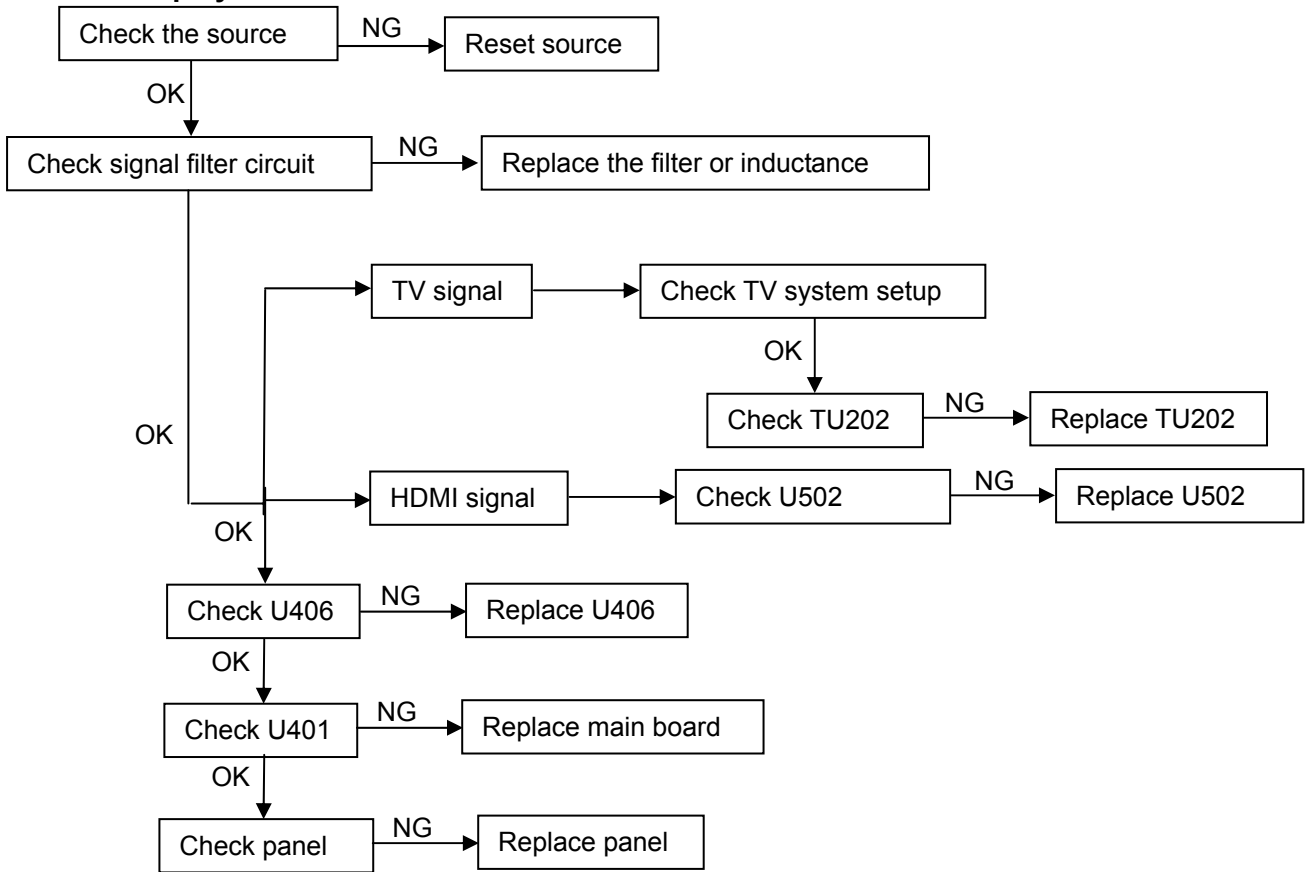 Check the source
NG
Reset source
OK
Check signal filter circuit
NG
Replace the filter or inductance
TV signal
Check TV system setup
OK
Check TU202
NG
Replace TU202
OK
HDMI signal
Check U502
NG
Replace U502
OK
Check U406
NG
Replace U406
OK
Check U401
NG
Replace main board
OK
Check panel
NG
Replace panel